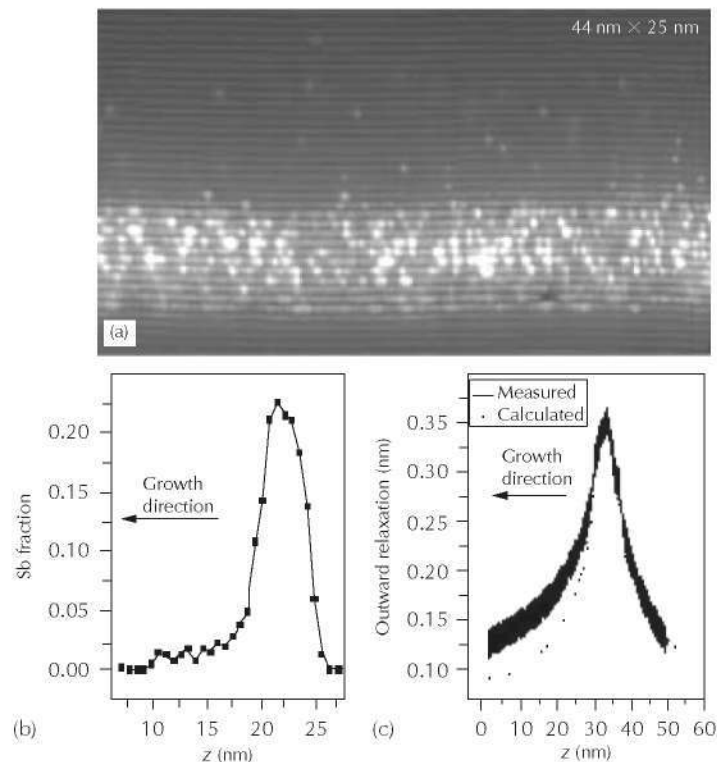 44 nm × 25 nm
(a)
0.20
0.15
0.10
0.05
0.00
Sb fraction
Growth
direction
10
15
20
25
z (nm)
(b)
Measured
Calculated
0.35
0.30
0.25
0.20
0.15
0.10
Outward relaxation (nm)
Growth
direction
0
10
20
30
40
50
60
z (nm)
(c)